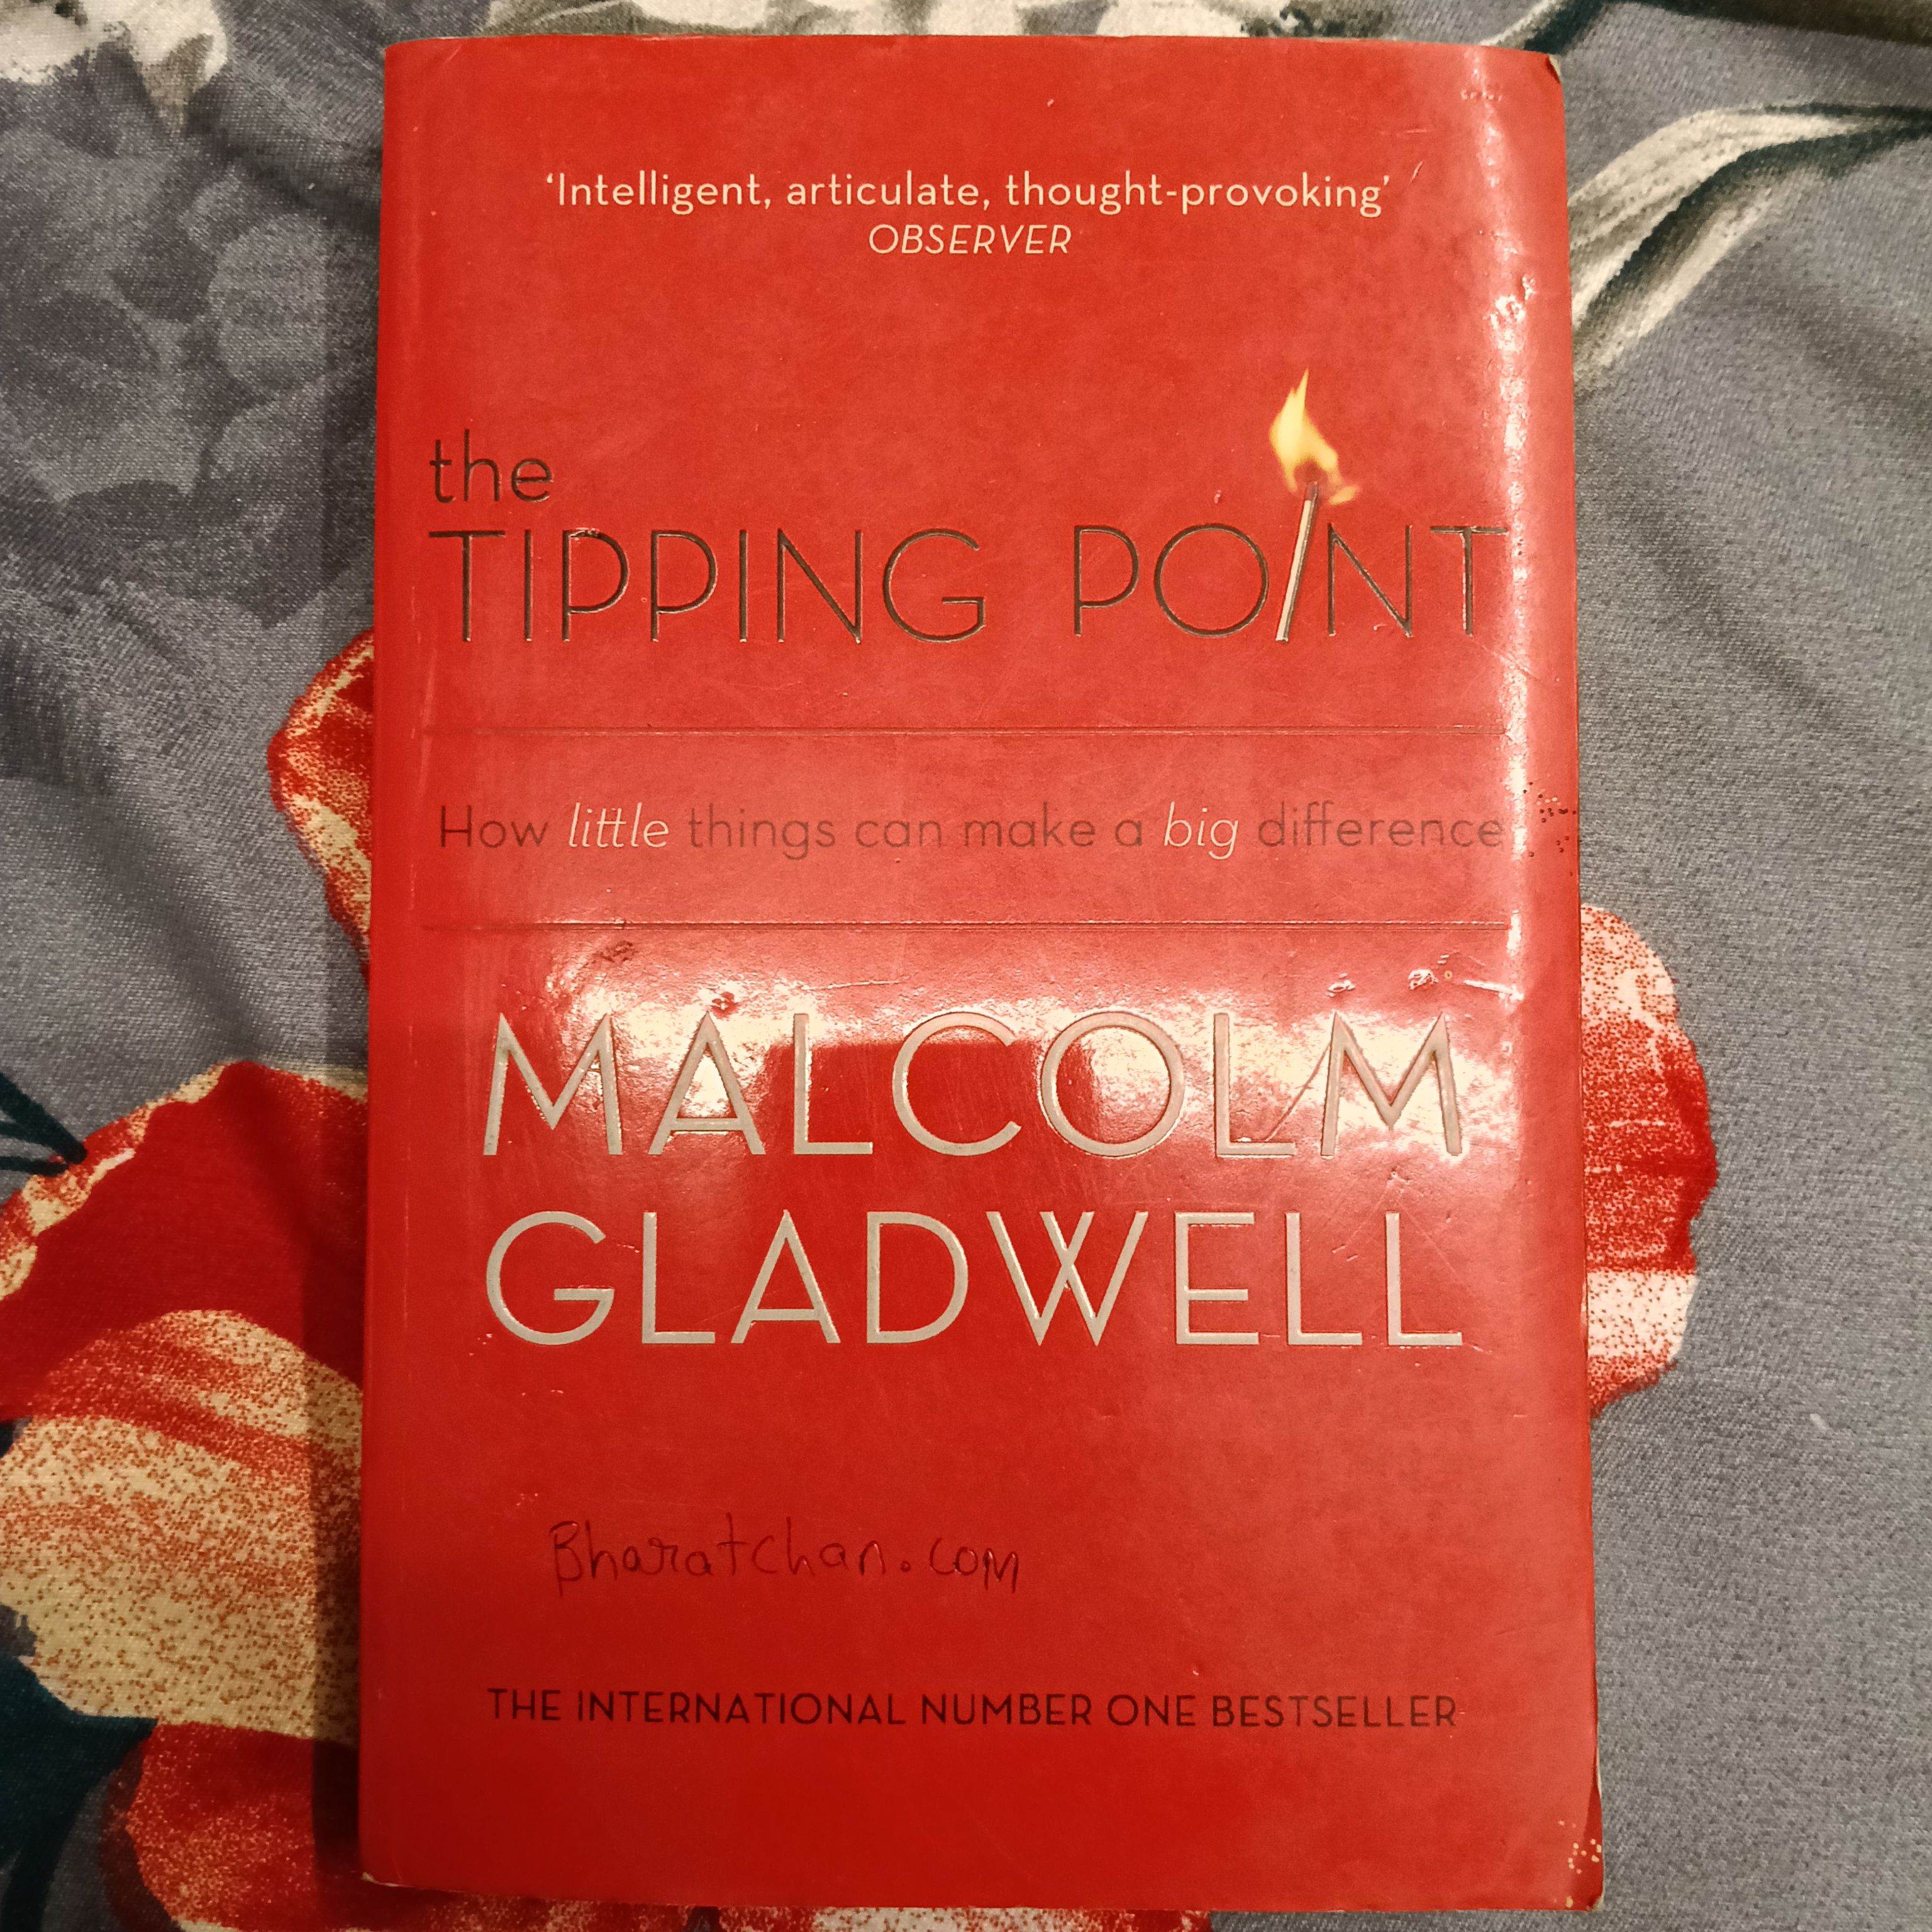 'Intelligent, articulate, thought-provoking'
OBSERVER
the
TIPPING POINT
How little things can make a big difference
MALCOLM
GLADWELL
Bharatchan.com
THE INTERNATIONAL NUMBER ONE BESTSELLER